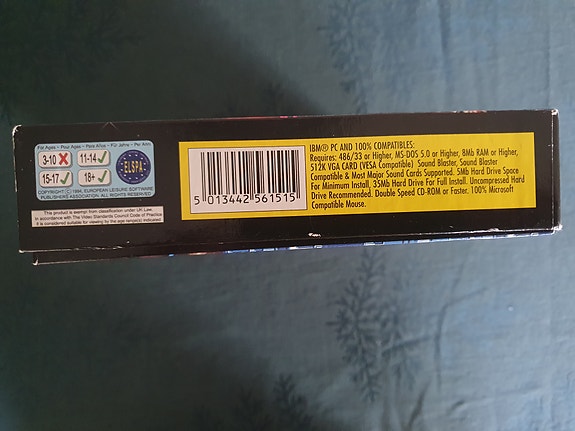 For Ages - Pour Ages - Para Años - Für Jahre - Per Anni
3-10 11-14
15-17 18+
ELSPA
COPYRIGHT © 1994, EUROPEAN LEISURE SOFTWARE
PUBLISHERS ASSOCIATION, ALL RIGHTS RESERVED
This product is exempt from classification under UK Law.
In accordance with The Video Standards Council Code of Practice
it is considered suitable for viewing by the age range(s) indicated
5 013442 561515
IBM® PC AND 100% COMPATIBLES:
Requires: 486/33 or Higher, MS-DOS 5.0 or Higher, 8Mb RAM or Higher,
512K VGA CARD (VESA Compatible) Sound Blaster, Sound Blaster
Compatible & Most Major Sound Cards Supported. 5Mb Hard Drive Space
For Minimum Install, 35Mb Hard Drive For Full Install. Uncompressed Hard
Drive Recommended. Double Speed CD-ROM or Faster. 100% Microsoft
Compatible Mouse.